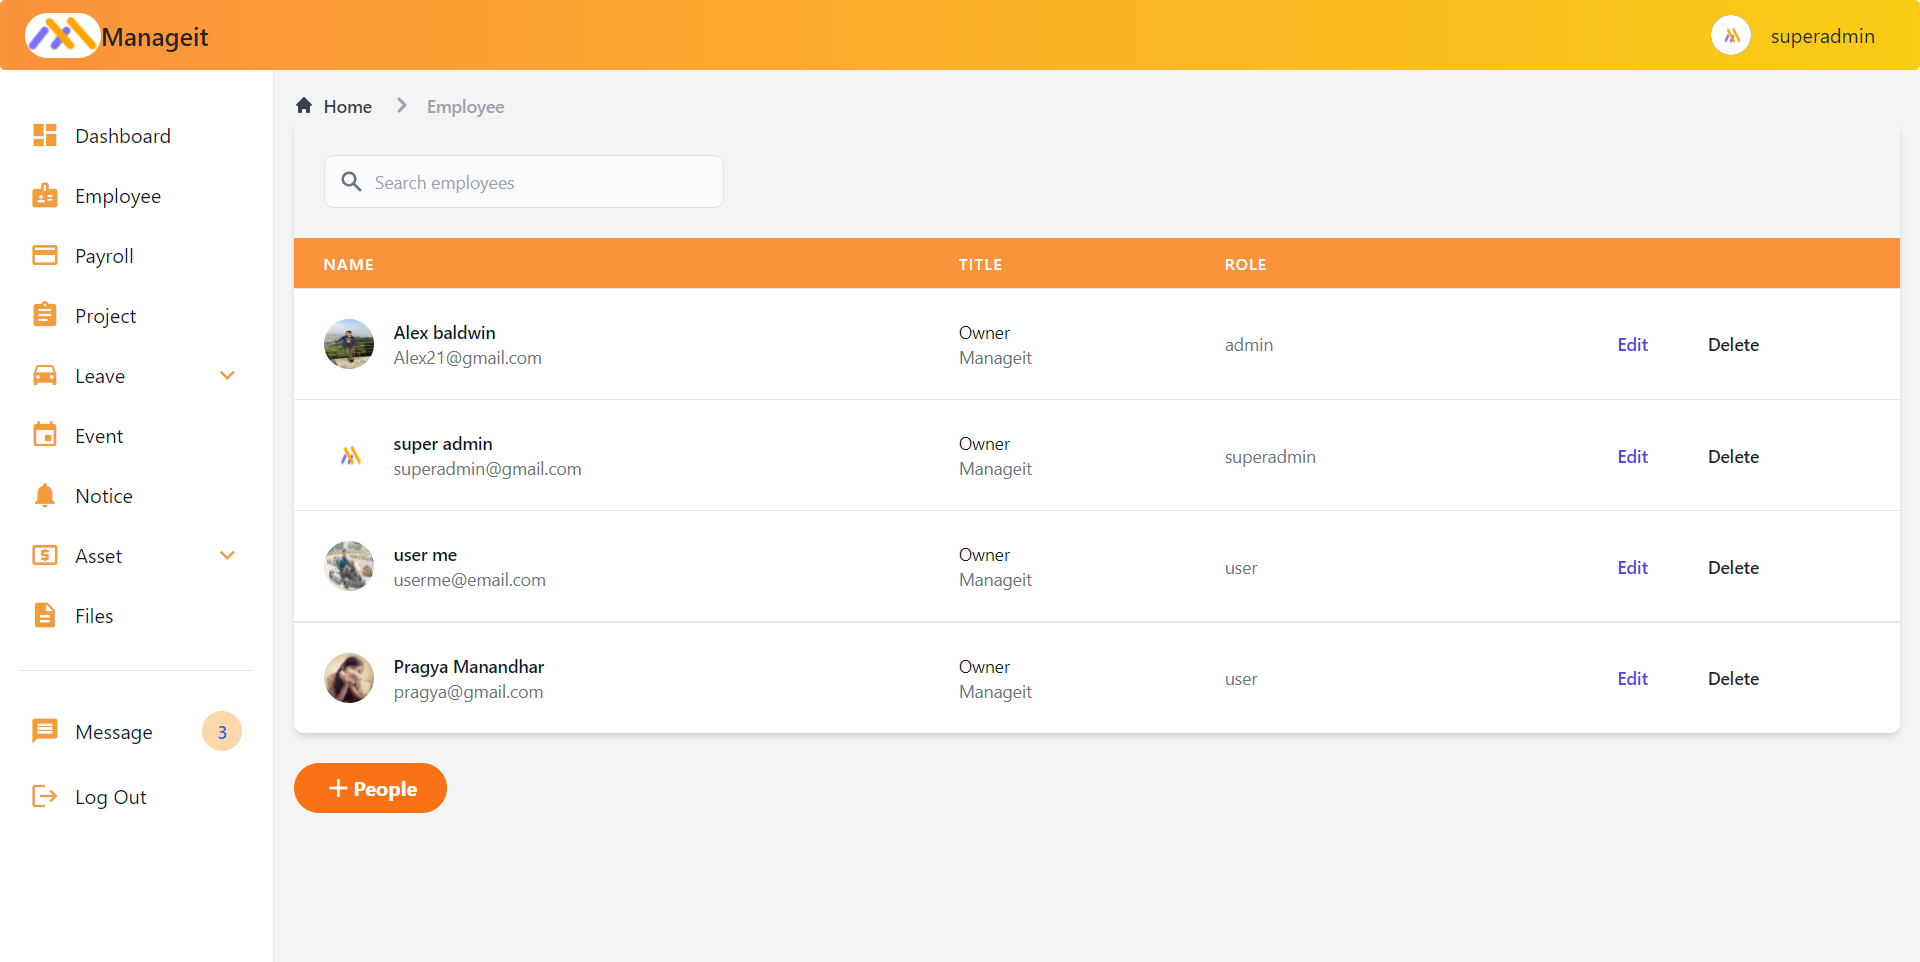 Manageit
superadmin
Dashboard
Employee
Payroll
Project
Leave
Event
Notice
Asset
Files
Message 3
Log Out
Home Employee
Search employees
NAME TITLE ROLE
Alex baldwin Owner
Alex21@gmail.com Manageit admin Edit Delete
super admin Owner
superadmin@gmail.com Manageit superadmin Edit Delete
user me Owner
userme@email.com Manageit user Edit Delete
Pragya Manandhar Owner
pragya@gmail.com Manageit user Edit Delete
+ People